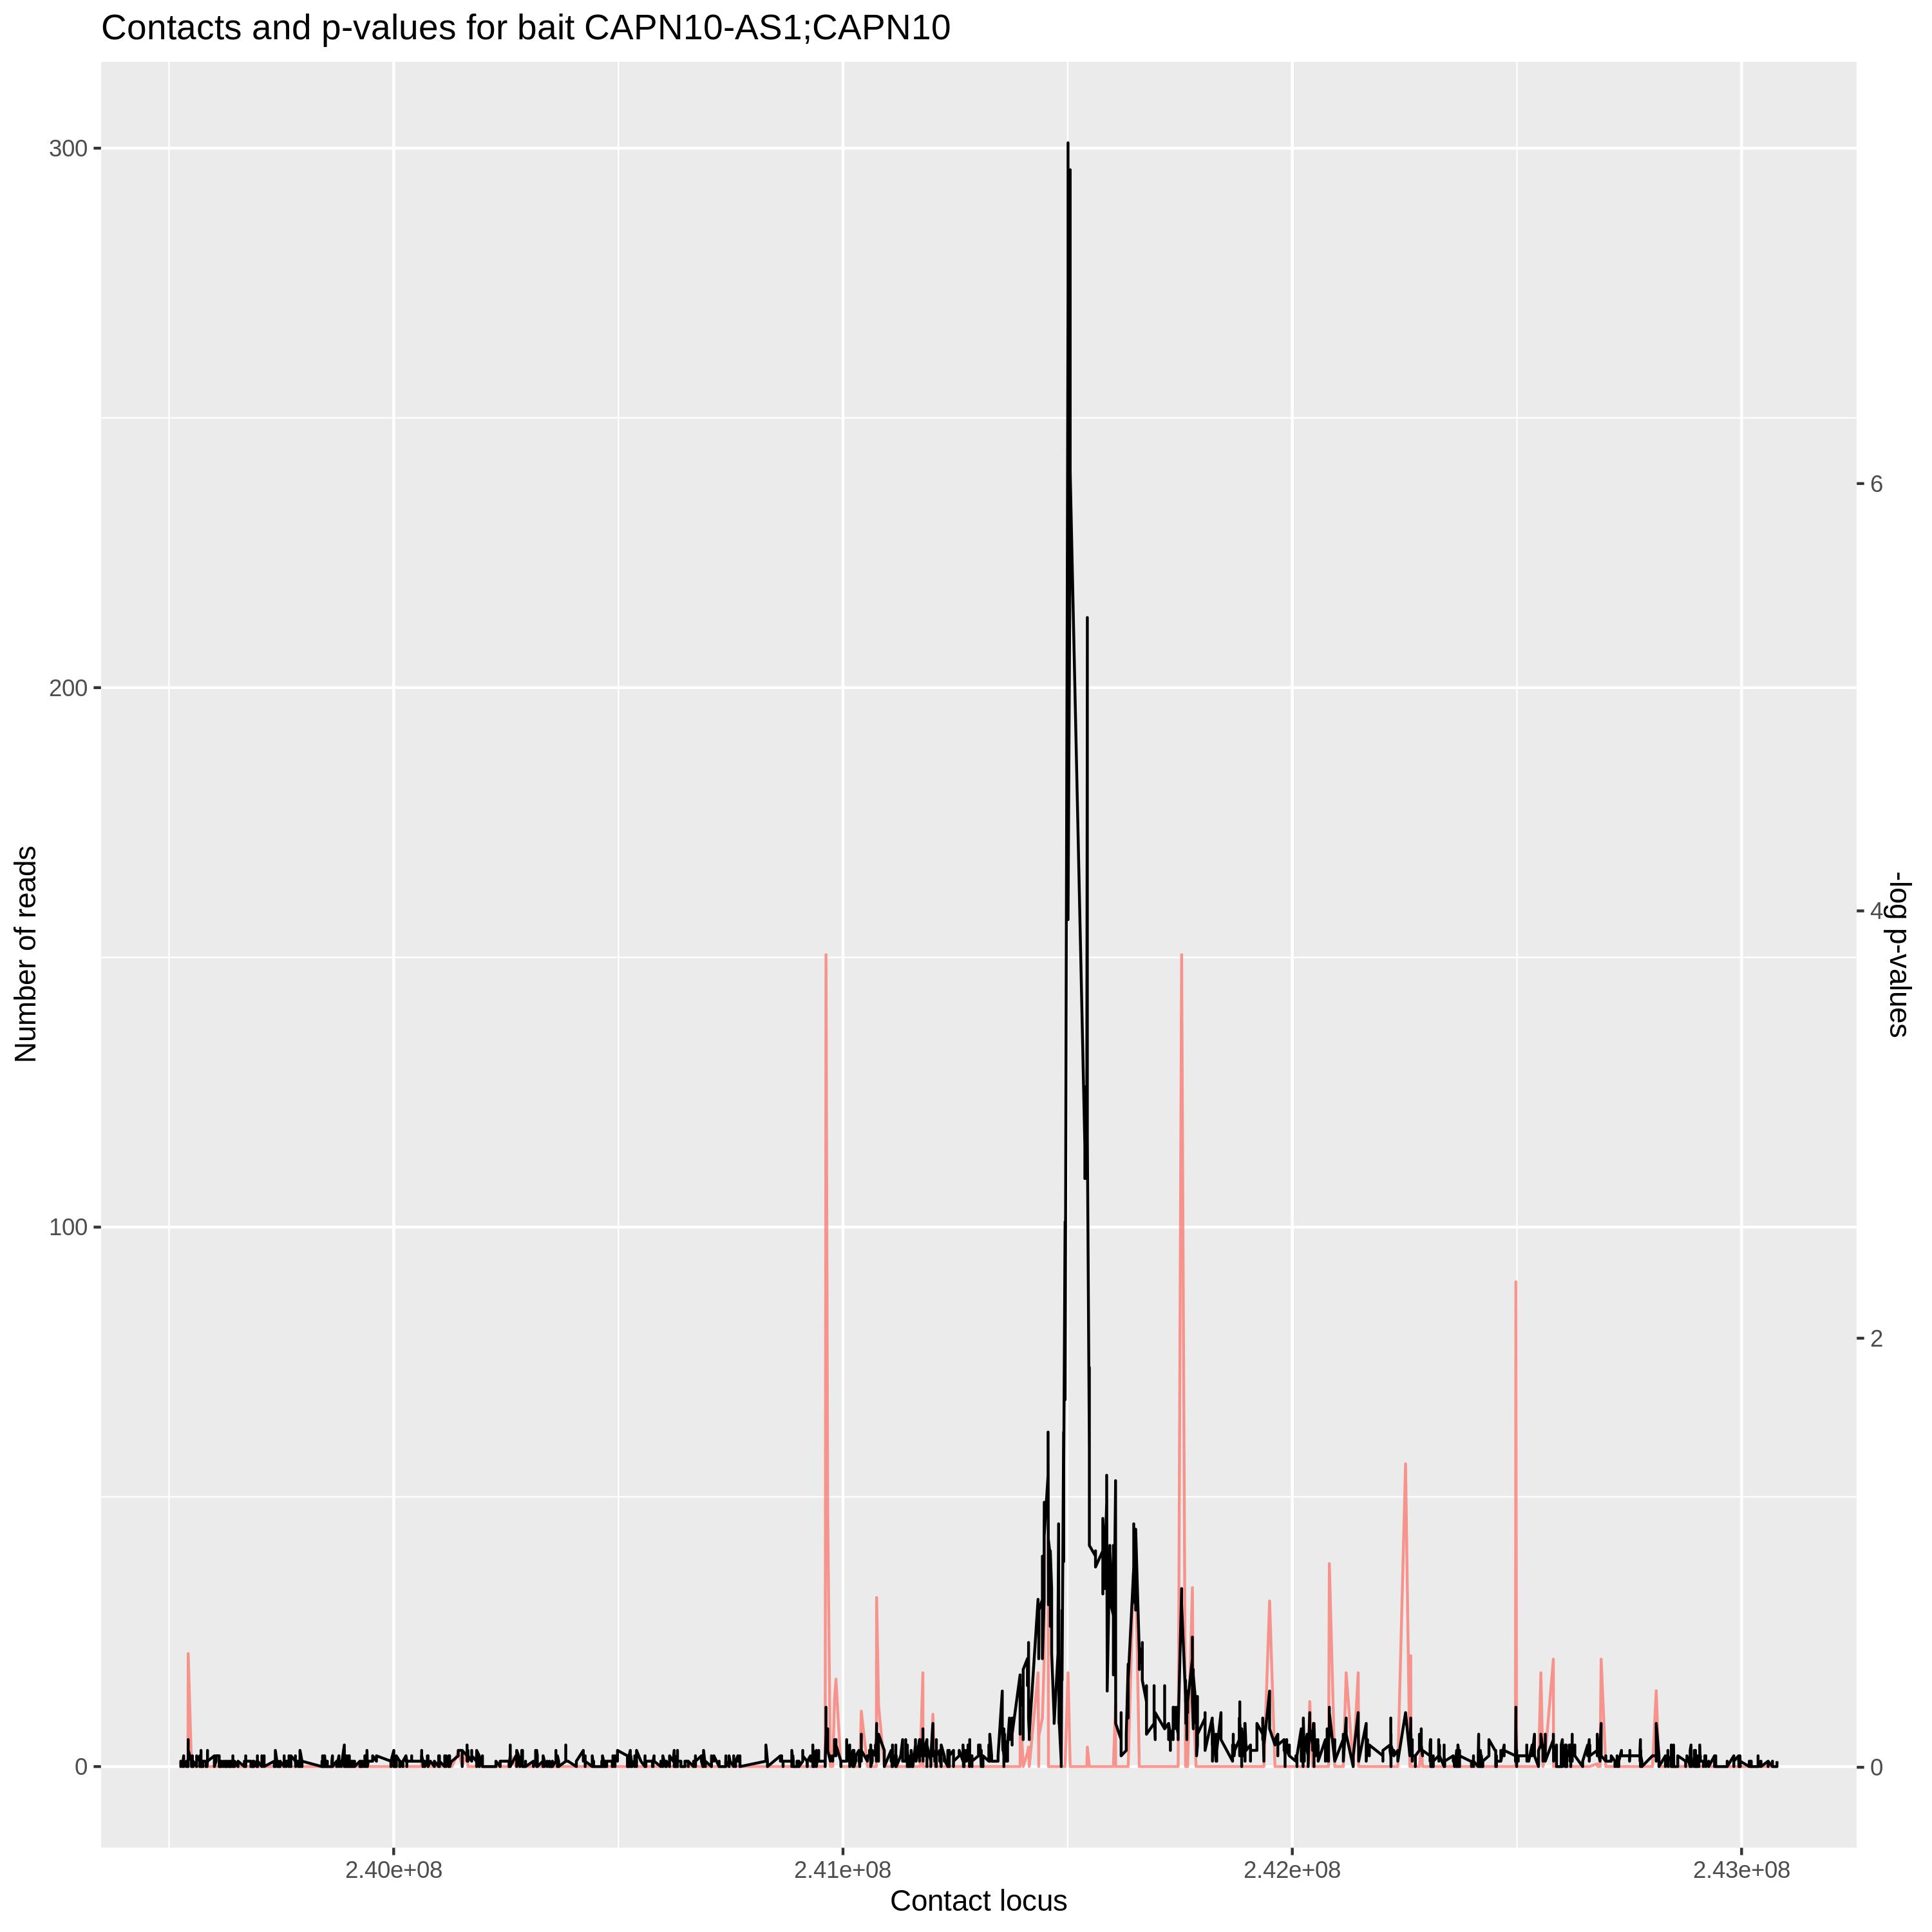 Contacts and p-values for bait CAPN10-AS1;CAPN10
300
200
100
0
Number of reads
6
4
2
0
-log p-values
2.40e+08 2.41e+08 2.42e+08 2.43e+08
Contact locus